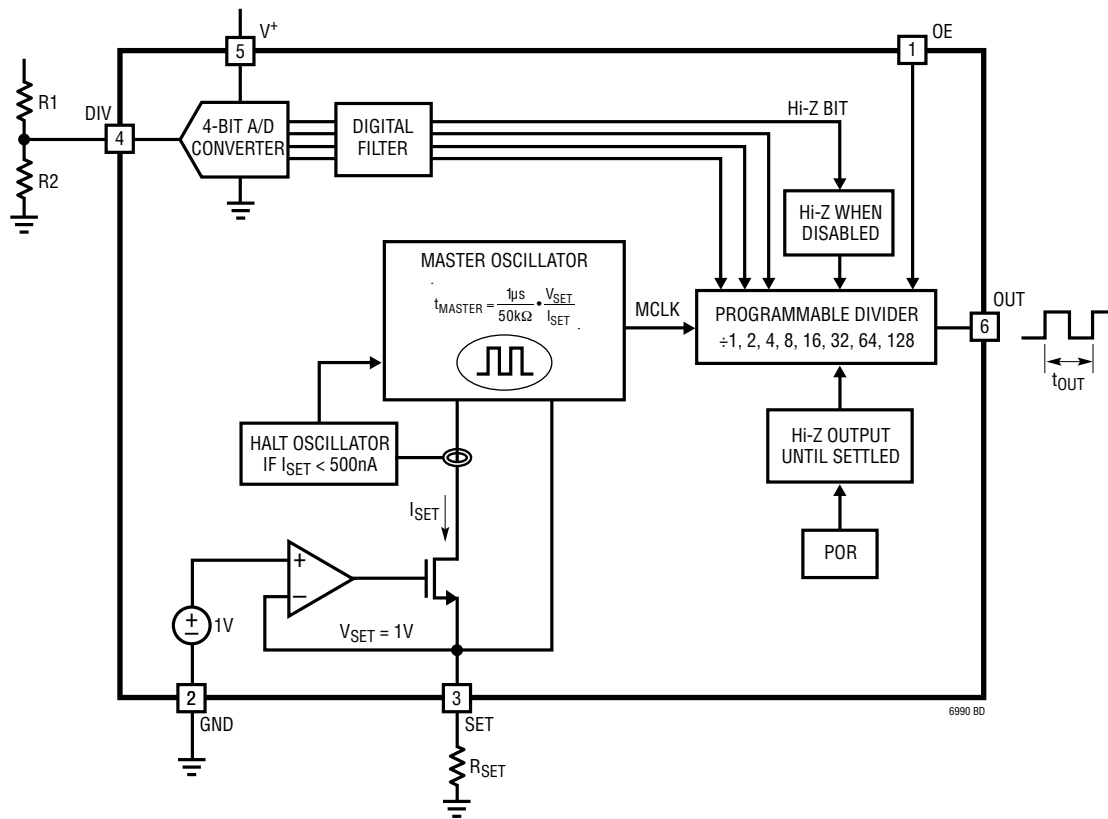 V+
5
OE
1
R1
DIV
4
R2
4-BIT A/D
CONVERTER
DIGITAL
FILTER
Hi-Z BIT
Hi-Z WHEN
DISABLED
MASTER OSCILLATOR
tMASTER = 1µs/50kΩ • VSET/ISET
MCLK
PROGRAMMABLE DIVIDER
÷1, 2, 4, 8, 16, 32, 64, 128
OUT
6
tOUT
HALT OSCILLATOR
IF ISET < 500nA
Hi-Z OUTPUT
UNTIL SETTLED
ISET
POR
+
−
+
−
1V
VSET = 1V
2
GND
3
SET
RSET
6990 BD